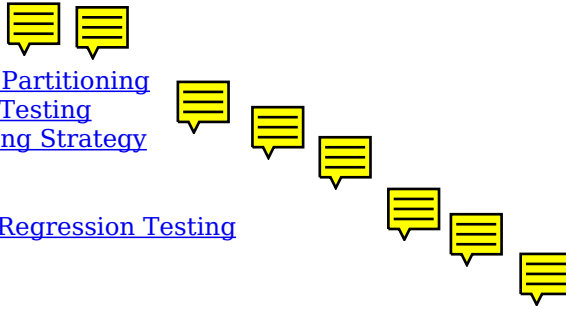 Partitioning
Testing
ng Strategy
Regression Testing